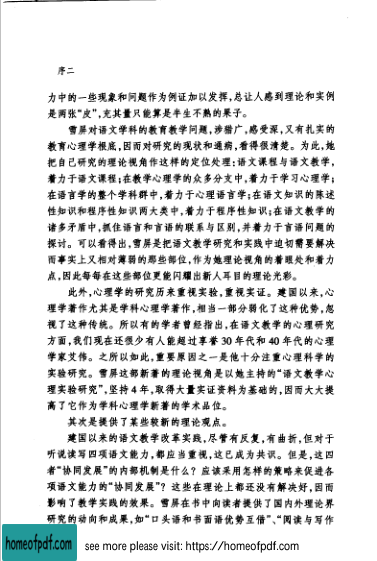 序二
力中的一些现象和问题作为例证加以发挥,总让人感到理论和实例
是两张“皮”,充其量只能算是半生不熟的果子。
雪屏对语文学科的教育教学问题,涉猎广,感受深,又有扎实的
教育心理学根底,因而对研究的现状和通病,看得很清楚。为此,她
把自己研究的理论视角作这样的定位处理:语文课程与语文教学,
着力于语文课程;在教学心理学的众多分支中,着力于学习心理学;
在语言学的整个学科群中,着力于心理语言学;在语文知识的陈述
性知识和程序性知识两大类中,着力于程序性知识;在语文教学的
诸多矛盾中,抓住语言和言语的联系与区别,并着力于言语问题的
探讨。可以看得出,雪屏是把语文教学研究和实践中迫切需要解决
而事实上又相对薄弱的那些部位,作为她理论视角的着眼处和着力
点,因此每每在这些部位更能闪耀出新人耳目的理论光彩。
此外,心理学的研究历来重视实验,重视实证。建国以来,心
理学著作尤其是学科心理学著作,相当一部分弱化了这种优势,忽
视了这种传统。所以有的学者曾经指出,在语文教学的心理研究
方面,我们现在还很少有人能超过享誉30年代和40年代的心理
学家艾伟。之所以如此,重要原因之一是他十分注重心理科学的
实验研究。雪屏这部新著的理论视角是以她主持的“语文教学心
理实验研究”,坚持4年,取得大量实证资料为基础的,因而大大提
高了它作为学科心理学新著的学术品位。
其次是提供了某些较新的理论观点。
建国以来的语文教学改革实践,尽管有反复,有曲折,但对于
听说读写四项语文能力,都应当重视,这已成为共识。但是,这四
者“协同发展”的内部机制是什么?应该采用怎样的策略来促进各
项语文能力的“协同发展”?这些在理论上都还没有解决好,因而
影响了教学实践的效果。雪屏在书中向读者提供了国内外理论界
研究的动向和成果,如“口头语和书面语优势互借”、“阅读与写作
homeofpdf.com
see more please visit: https://homeofpdf.com